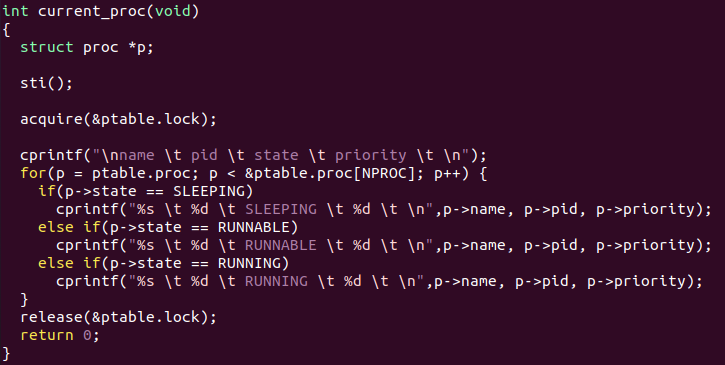 int current_proc(void)
{
  struct proc *p;

  sti();

  acquire(&ptable.lock);

  cprintf("\nname \t pid \t state \t priority \t \n");
  for(p = ptable.proc; p < &ptable.proc[NPROC]; p++) {
    if(p->state == SLEEPING)
      cprintf("%s \t %d \t SLEEPING \t %d \t \n",p->name, p->pid, p->priority);
    else if(p->state == RUNNABLE)
      cprintf("%s \t %d \t RUNNABLE \t %d \t \n",p->name, p->pid, p->priority);
    else if(p->state == RUNNING)
      cprintf("%s \t %d \t RUNNING \t %d \t \n",p->name, p->pid, p->priority);
  }
  release(&ptable.lock);
  return 0;
}